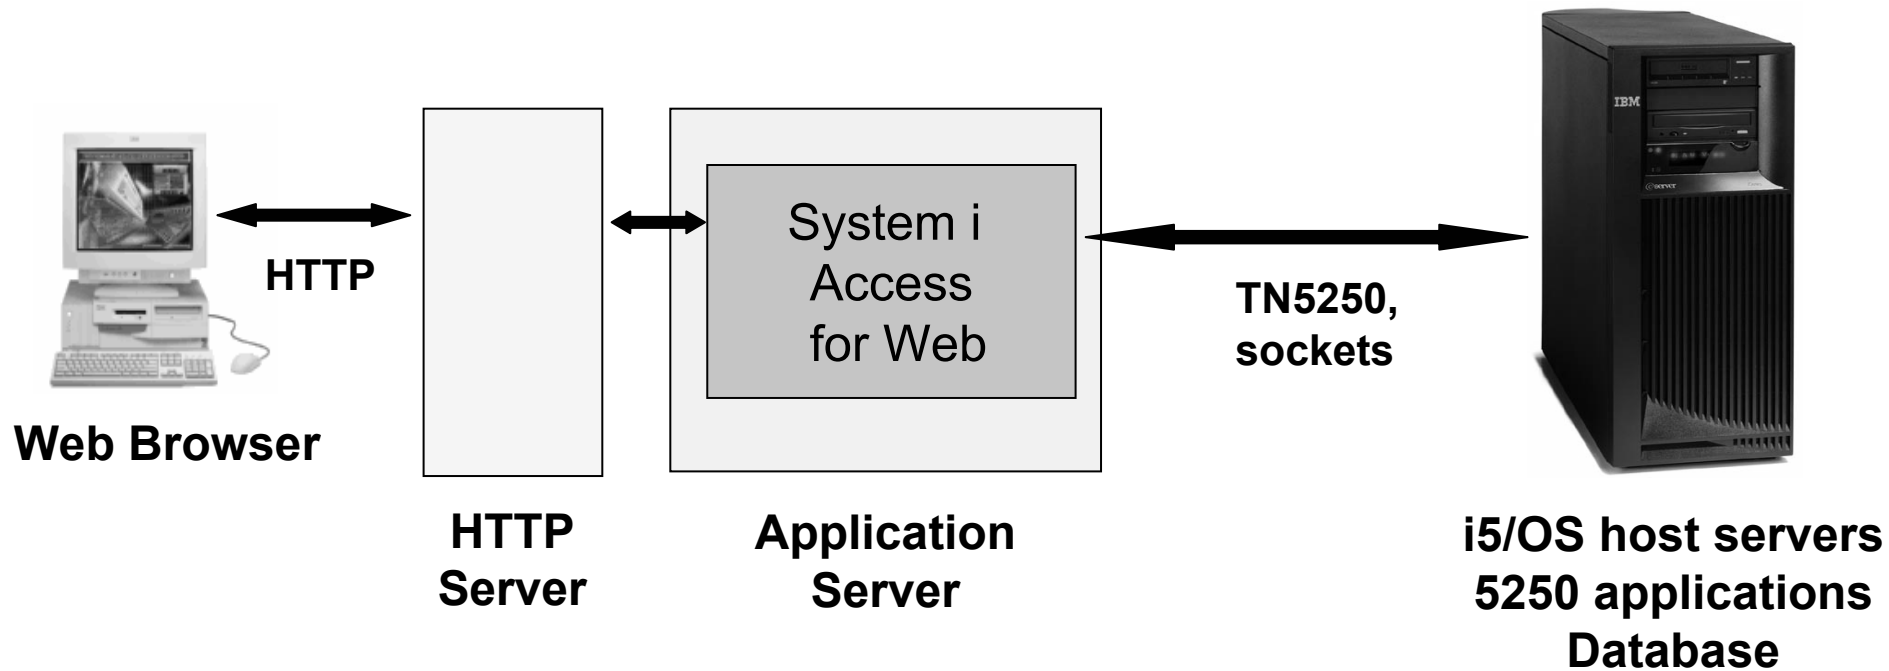 HTTP
Web Browser
HTTP
Server
System i
Access
for Web
Application
Server
TN5250,
sockets
IBM
@server
i5/OS host servers
5250 applications
Database